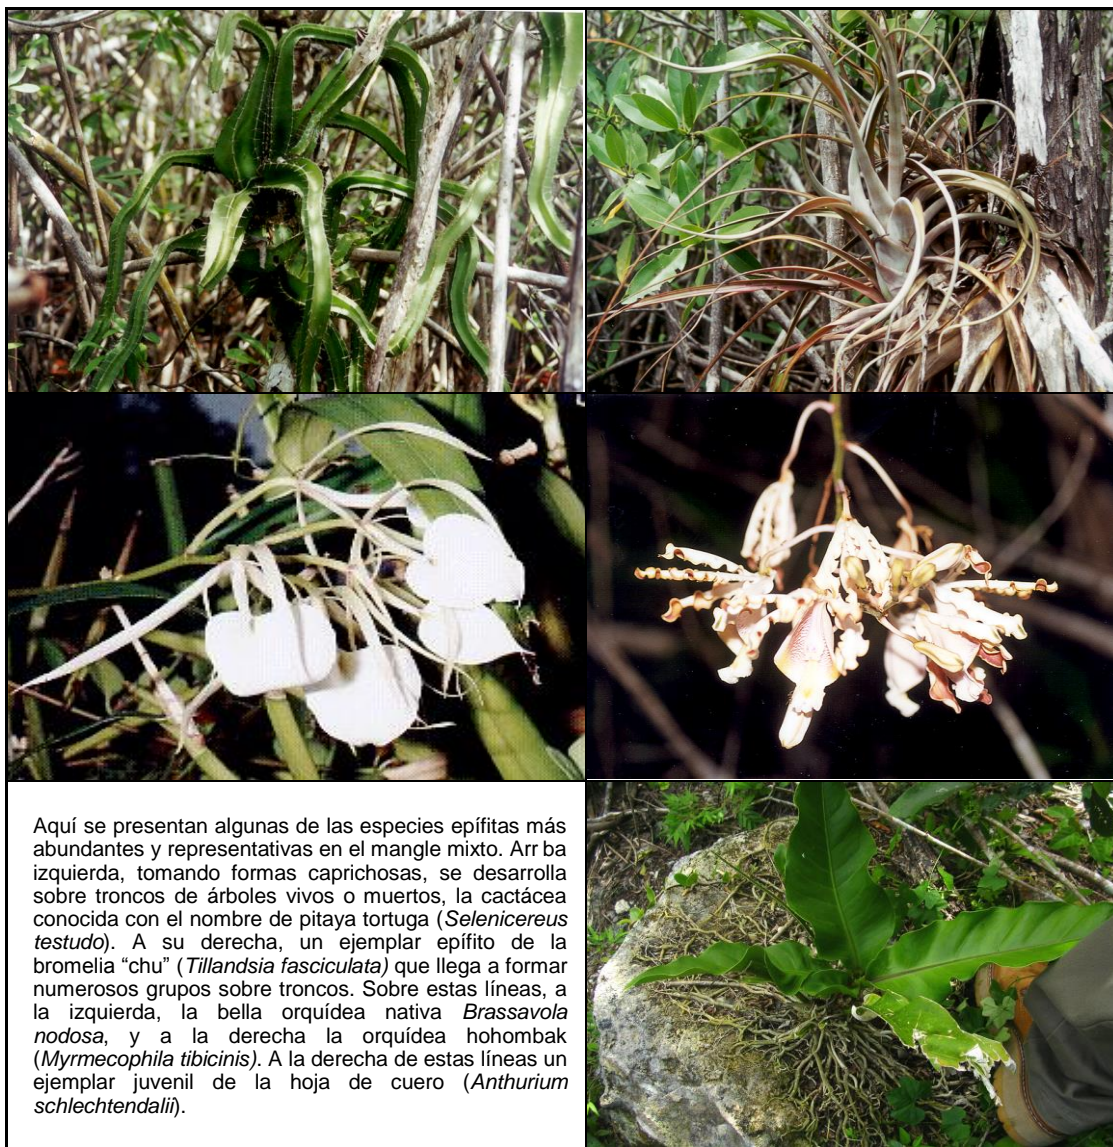 Aquí se presentan algunas de las especies epífitas más
abundantes y representativas en el mangle mixto. Arr ba
izquierda, tomando formas caprichosas, se desarrolla
sobre troncos de árboles vivos o muertos, la cactácea
conocida con el nombre de pitaya tortuga (Selenicereus
testudo). A su derecha, un ejemplar epífito de la
bromelia “chu” (Tillandsia fasciculata) que llega a formar
numerosos grupos sobre troncos. Sobre estas líneas, a
la izquierda, la bella orquídea nativa Brassavola
nodosa, y a la derecha la orquídea hohombak
(Myrmecophila tibicinis). A la derecha de estas líneas un
ejemplar juvenil de la hoja de cuero (Anthurium
schlechtendalii).